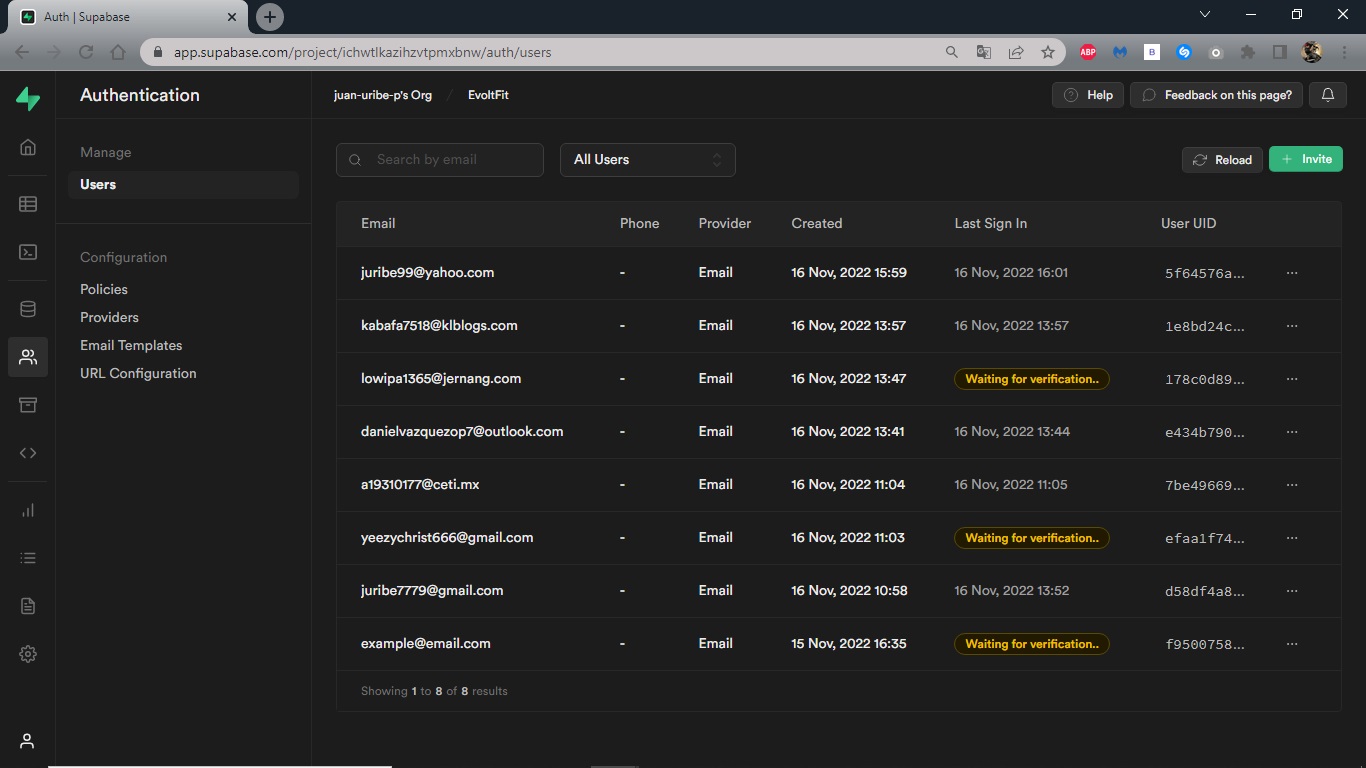 Auth | Supabase
app.supabase.com/project/ichwtlkazihzvtpmxbnw/auth/users
ABP
B
Authentication
juan-uribe-p's Org / EvoltFit
Help
Feedback on this page?
Manage
Users
Configuration
Policies
Providers
Email Templates
URL Configuration
Search by email
All Users
Reload
+ Invite
Email Phone Provider Created Last Sign In User UID
juribe99@yahoo.com - Email 16 Nov, 2022 15:59 16 Nov, 2022 16:01 5f64576a... ...
kabafa7518@klblogs.com - Email 16 Nov, 2022 13:57 16 Nov, 2022 13:57 1e8bd24c... ...
lowipa1365@jernang.com - Email 16 Nov, 2022 13:47 Waiting for verification.. 178c0d89... ...
danielvazquezop7@outlook.com - Email 16 Nov, 2022 13:41 16 Nov, 2022 13:44 e434b790... ...
a19310177@ceti.mx - Email 16 Nov, 2022 11:04 16 Nov, 2022 11:05 7be49669... ...
yeezychrist666@gmail.com - Email 16 Nov, 2022 11:03 Waiting for verification.. efaa1f74... ...
juribe7779@gmail.com - Email 16 Nov, 2022 10:58 16 Nov, 2022 13:52 d58df4a8... ...
example@email.com - Email 15 Nov, 2022 16:35 Waiting for verification.. f9500758... ...
Showing 1 to 8 of 8 results